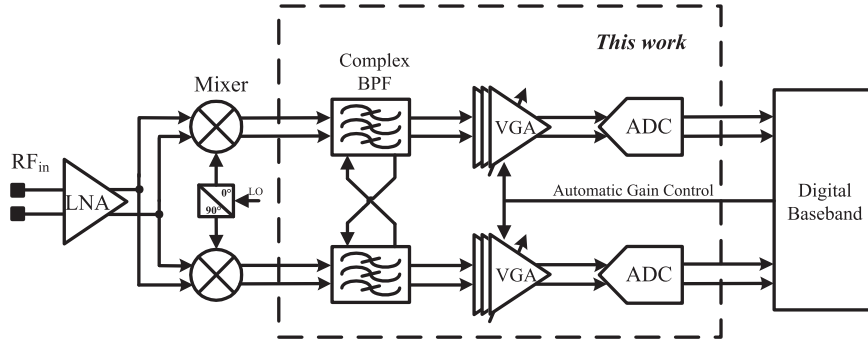 This work
Complex
BPF
Mixer
VGA
ADC
RFin
LNA
0°
90°
LO
Automatic Gain Control
Digital
Baseband
VGA
ADC